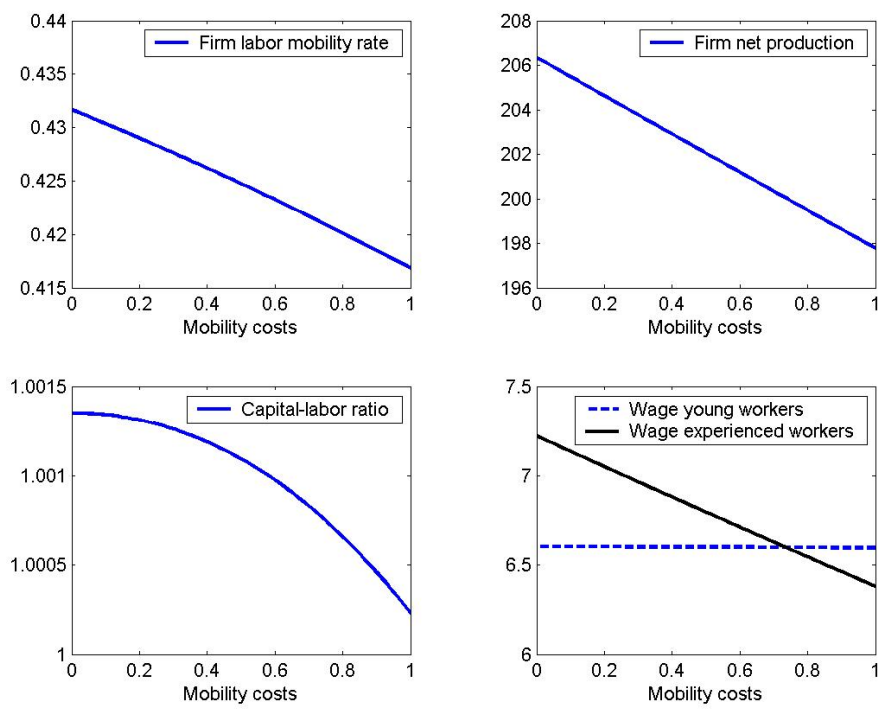 0.44
0.435
0.43
0.425
0.42
0.415
Firm labor mobility rate
0 0.2 0.4 0.6 0.8 1
Mobility costs
208
206
204
202
200
198
196
Firm net production
0 0.2 0.4 0.6 0.8 1
Mobility costs
1.0015
1.001
1.0005
1
Capital-labor ratio
0 0.2 0.4 0.6 0.8 1
Mobility costs
7.5
7
6.5
6
Wage young workers
Wage experienced workers
0 0.2 0.4 0.6 0.8 1
Mobility costs